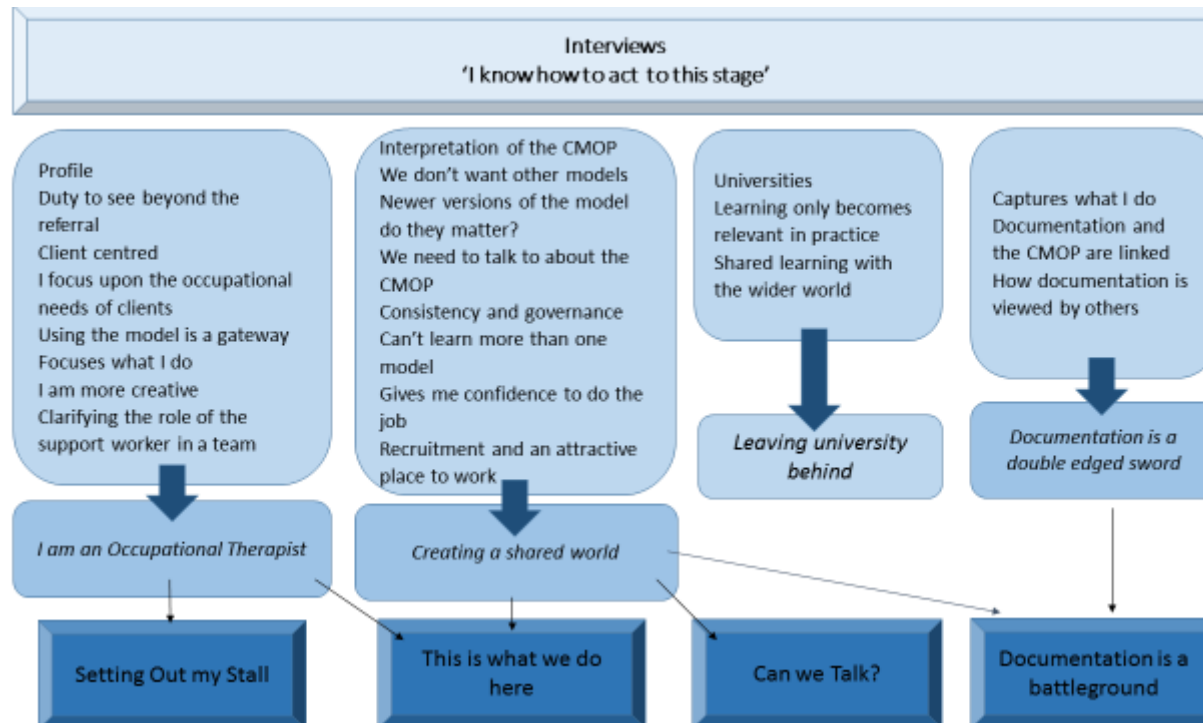 Interviews
'I know how to act to this stage'
Profile
Duty to see beyond the
referral
Client centred
I focus upon the occupational
needs of clients
Using the model is a gateway
Focuses what I do
I am more creative
Clarifying the role of the
support worker in a team
Interpretation of the CMOP
We don't want other models
Newer versions of the model
do they matter?
We need to talk to about the
CMOP
Consistency and governance
Can't learn more than one
model
Gives me confidence to do the
job
Recruitment and an attractive
place to work
Universities
Learning only becomes
relevant in practice
Shared learning with
the wider world
Captures what I do
Documentation and
the CMOP are linked
How documentation is
viewed by others
I am an Occupational Therapist
Creating a shared world
Leaving university
behind
Documentation is a
double edged sword
Setting Out my Stall
This is what we do
here
Can we Talk?
Documentation is a
battleground